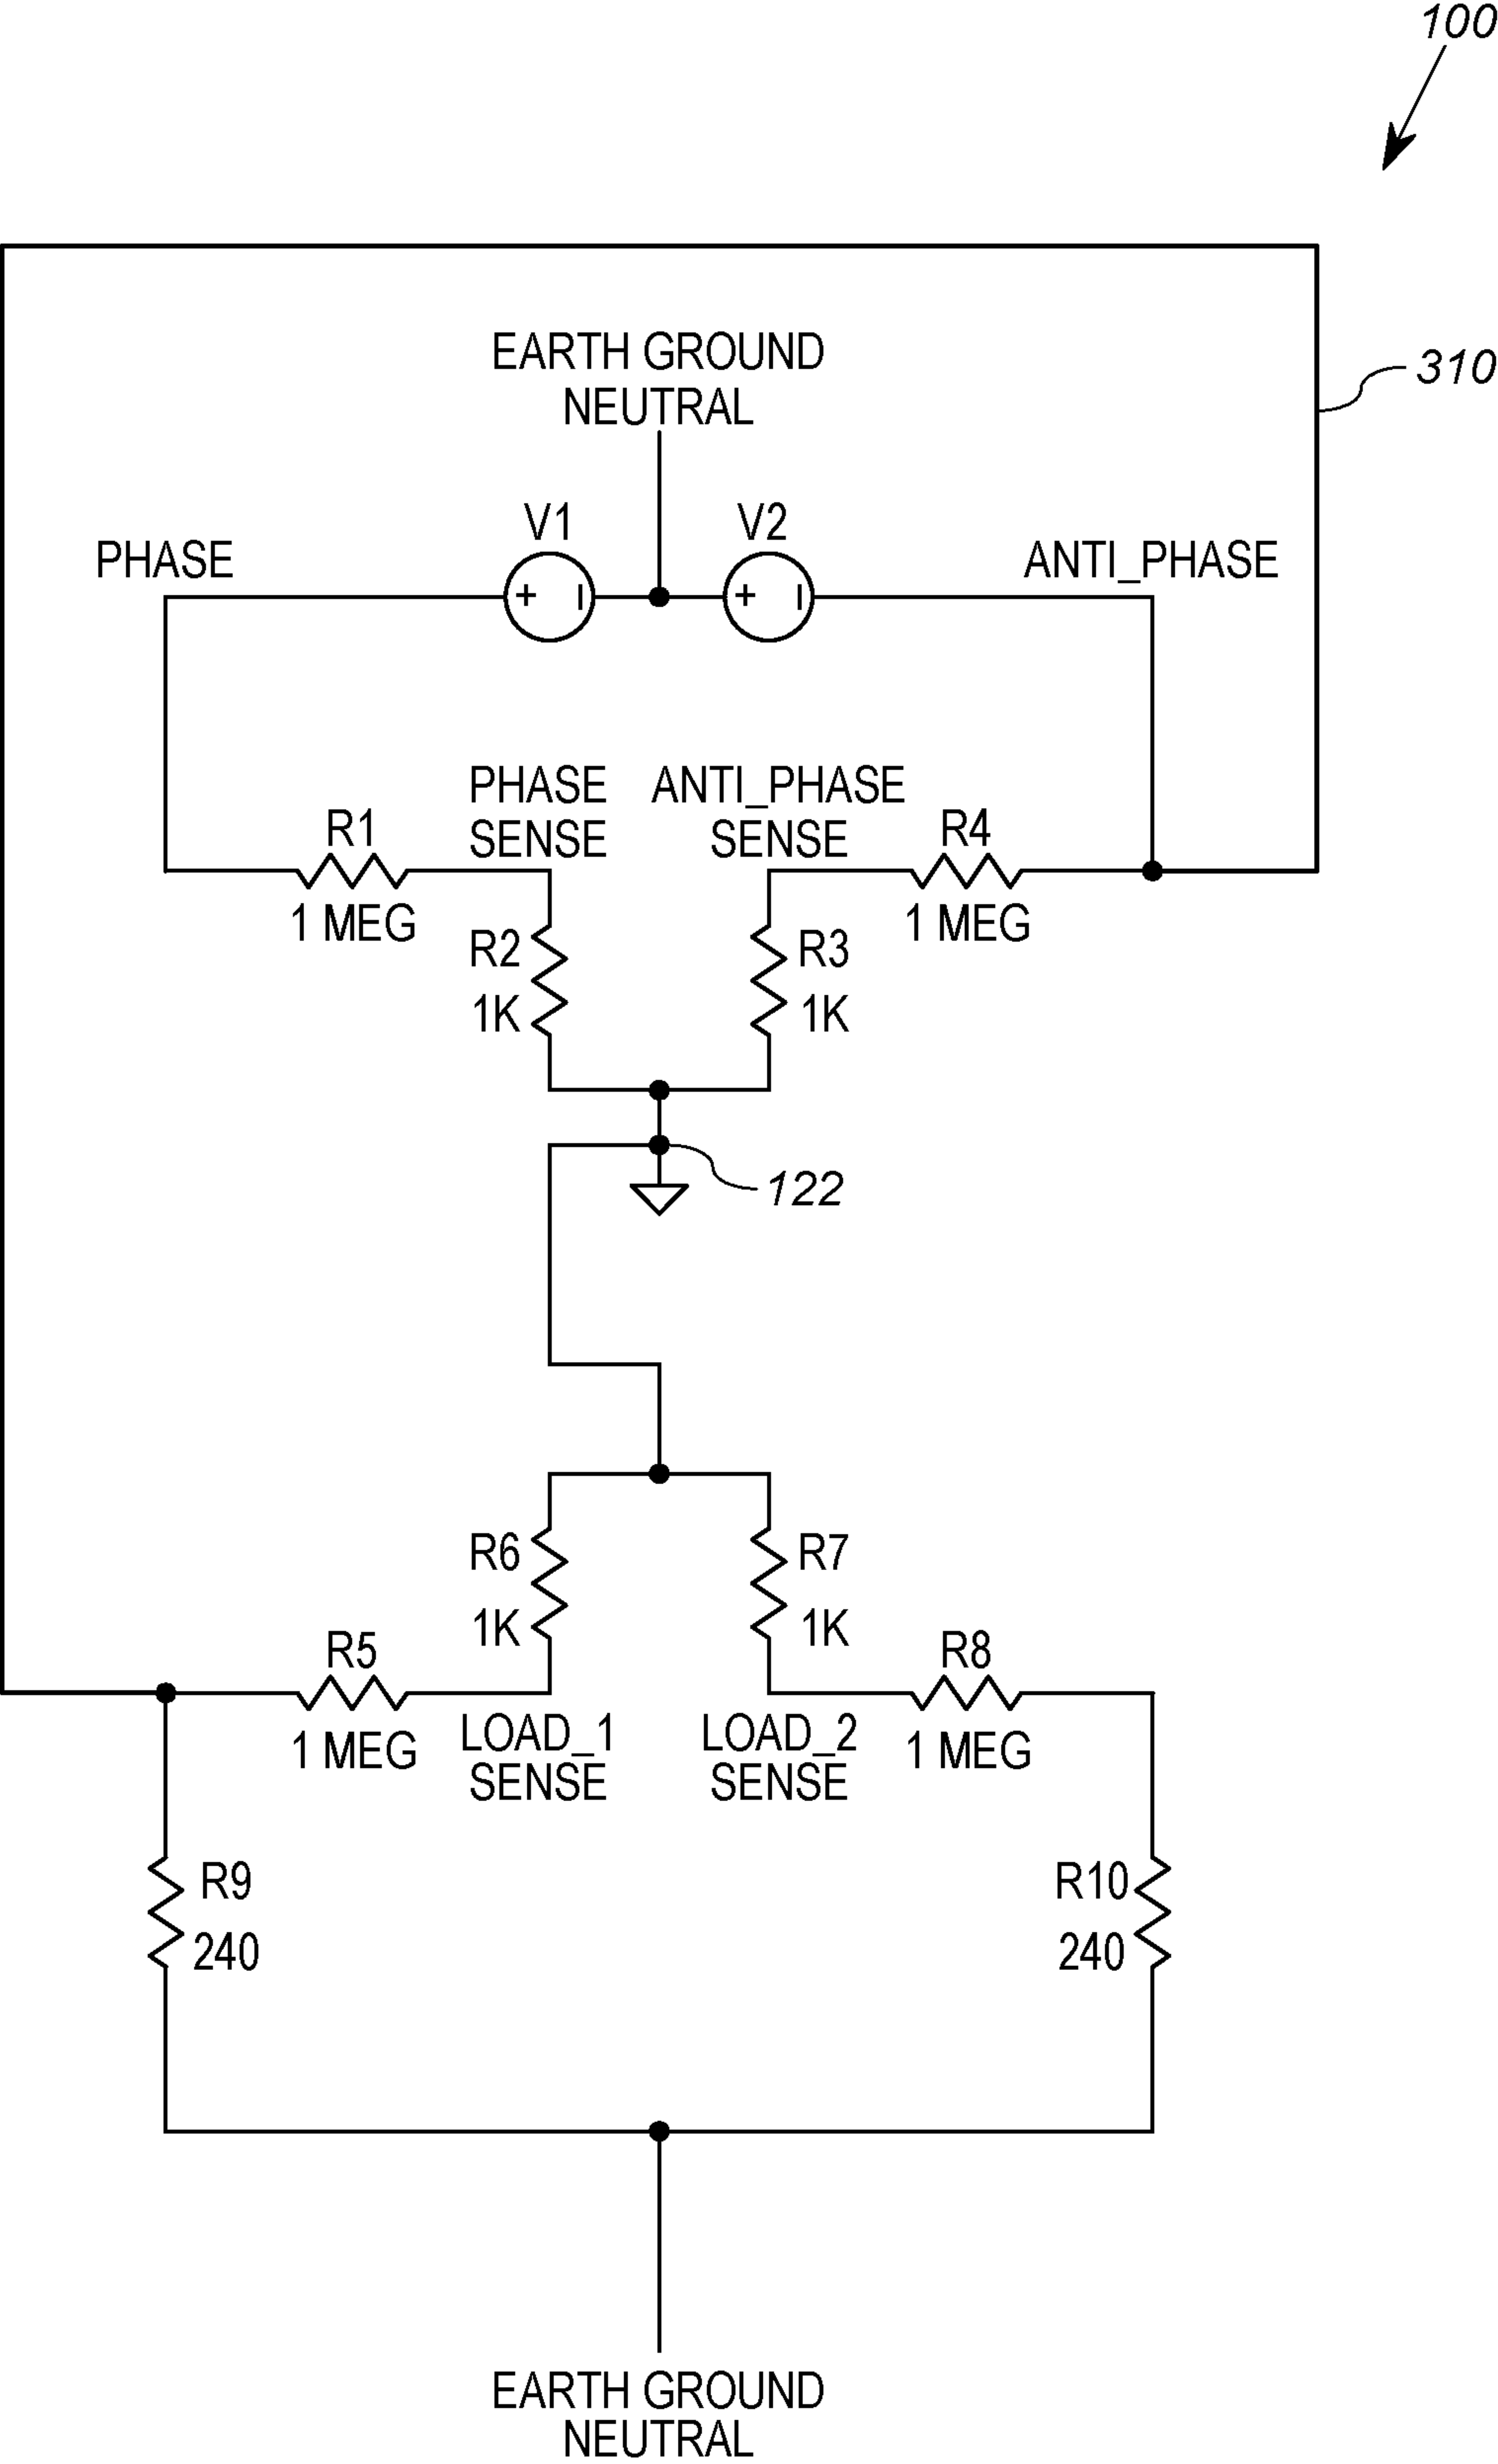 100
EARTH GROUND
NEUTRAL
310
V1
V2
PHASE
+
–
+
–
ANTI_PHASE
PHASE
SENSE
ANTI_PHASE
SENSE
R1
1 MEG
R4
1 MEG
R2
1K
R3
1K
122
R6
1K
R7
1K
R5
1 MEG
R8
1 MEG
LOAD_1
SENSE
LOAD_2
SENSE
R9
240
R10
240
EARTH GROUND
NEUTRAL